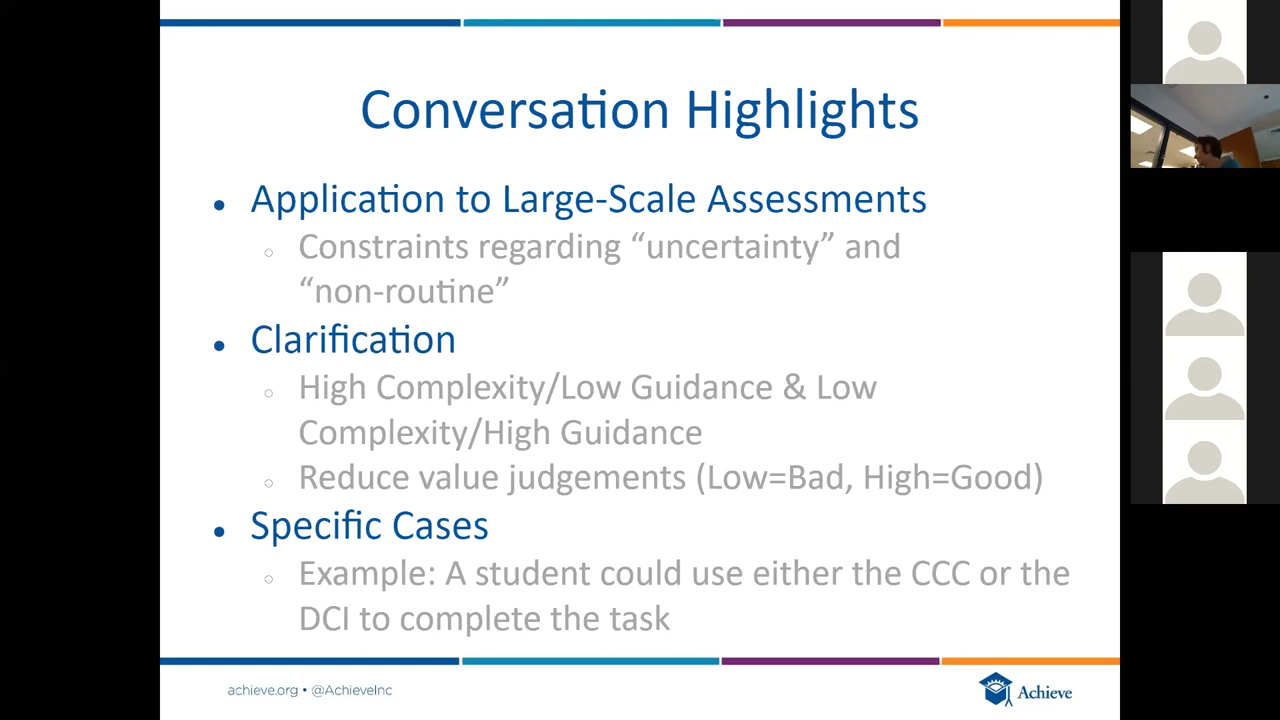 Conversation Highlights
• Application to Large-Scale Assessments
○ Constraints regarding “uncertainty” and
“non-routine”
• Clarification
○ High Complexity/Low Guidance & Low
Complexity/High Guidance
○ Reduce value judgements (Low=Bad, High=Good)
• Specific Cases
○ Example: A student could use either the CCC or the
DCI to complete the task
achieve.org • @AchieveInc
Achieve